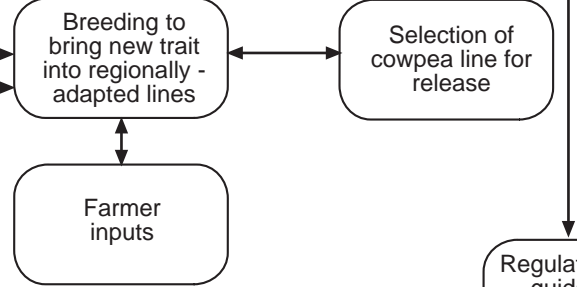 Breeding to
bring new trait
into regionally -
adapted lines
Selection of
cowpea line for
release
Farmer
inputs